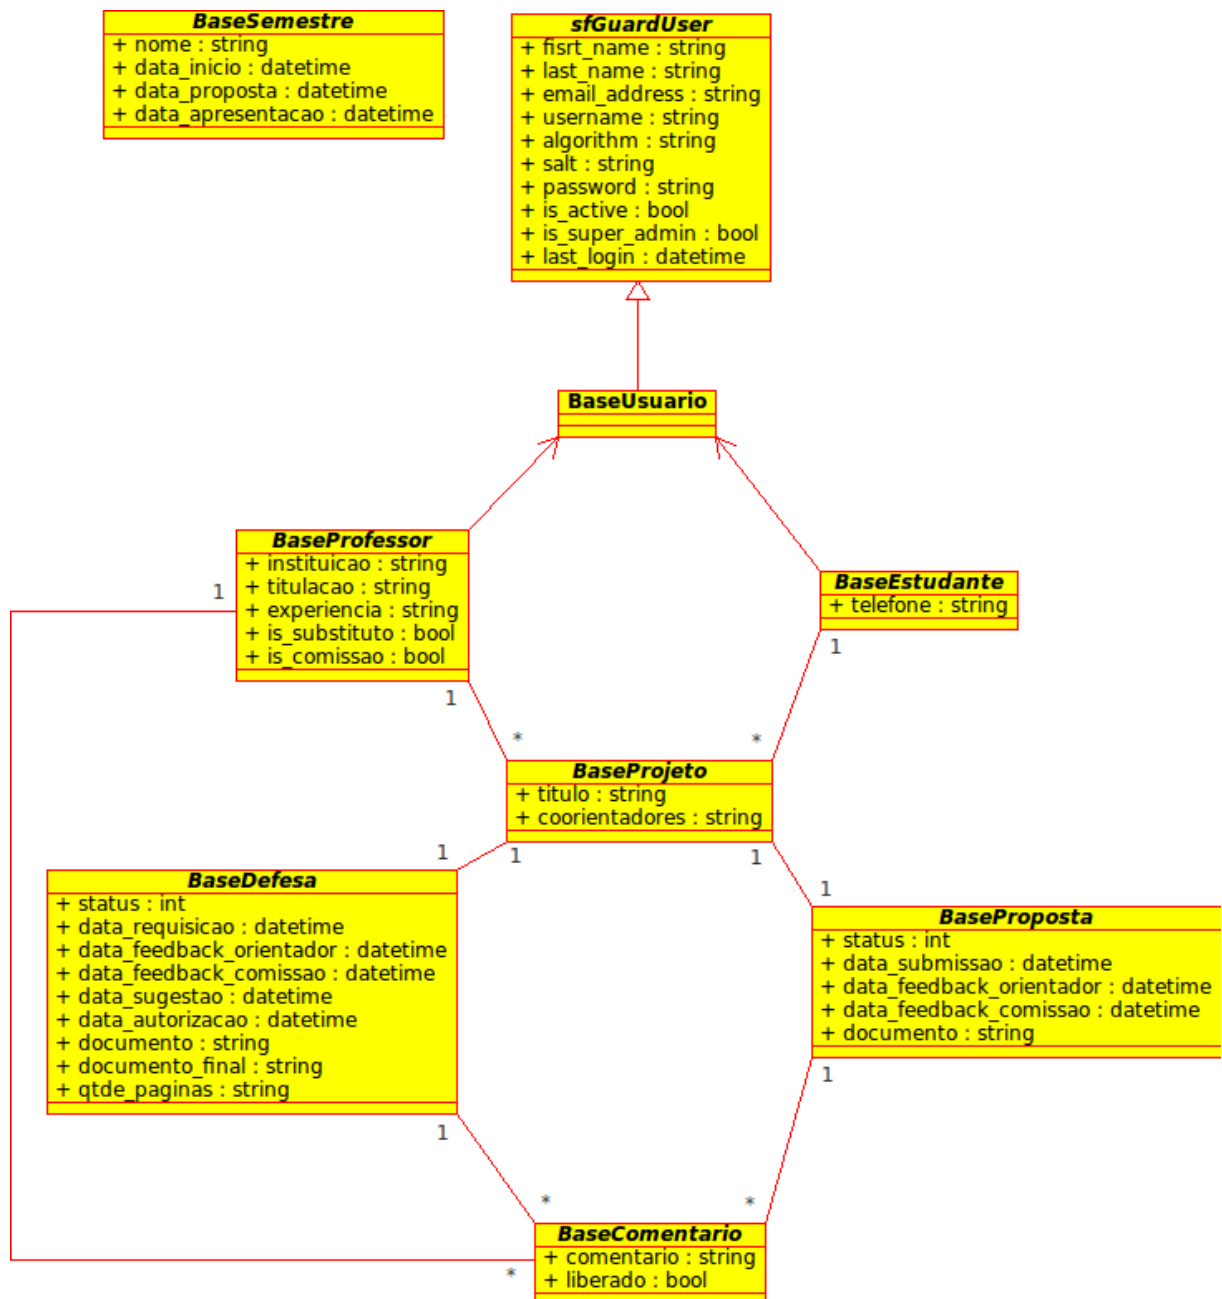 BaseSemestre
+ nome : string
+ data_inicio : datetime
+ data_proposta : datetime
+ data_apresentacao : datetime
sfGuardUser
+ fisrt_name : string
+ last_name : string
+ email_address : string
+ username : string
+ algorithm : string
+ salt : string
+ password : string
+ is_active : bool
+ is_super_admin : bool
+ last_login : datetime
BaseUsuario
BaseProfessor
+ instituicao : string
+ titulacao : string
+ experiencia : string
+ is_substituto : bool
+ is_comissao : bool
1
1
*
BaseEstudante
+ telefone : string
1
*
BaseProjeto
+ titulo : string
+ coorientadores : string
1
1
1
1
BaseDefesa
+ status : int
+ data_requisicao : datetime
+ data_feedback_orientador : datetime
+ data_feedback_comissao : datetime
+ data_sugestao : datetime
+ data_autorizacao : datetime
+ documento : string
+ documento_final : string
+ qtde_paginas : string
1
*
BaseProposta
+ status : int
+ data_submissao : datetime
+ data_feedback_orientador : datetime
+ data_feedback_comissao : datetime
+ documento : string
1
*
BaseComentario
+ comentario : string
+ liberado : bool
*